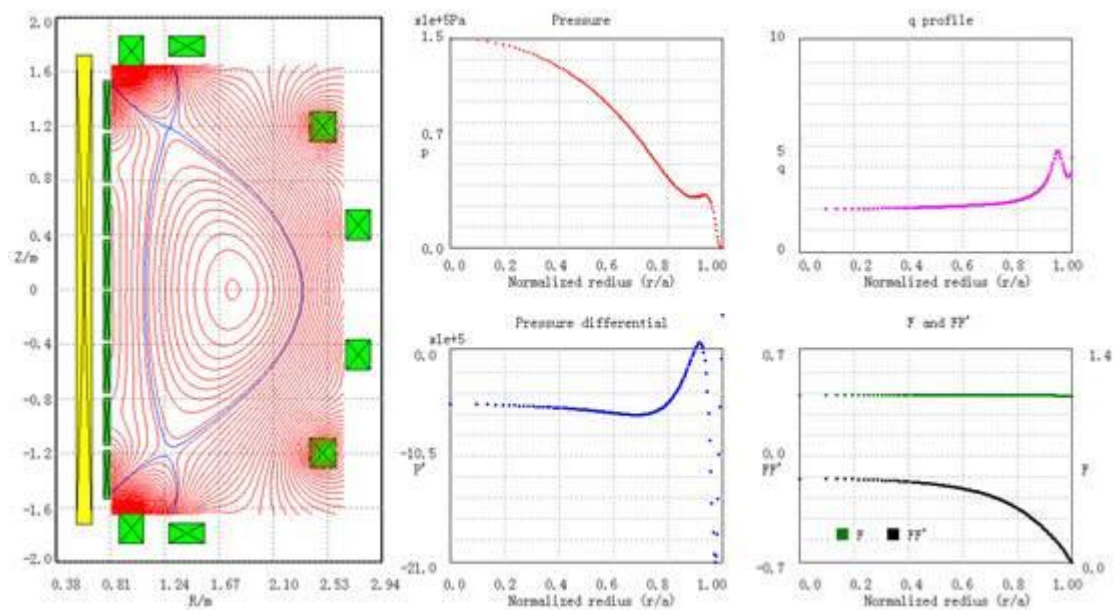 2.0
1.6
1.2
0.8
0.4
Z/m
0
-0.4
-0.8
-1.2
-1.6
-2.0
0.38 0.81 1.24 1.67 2.10 2.53 2.94
R/m
x1e+5Pa
Pressure
1.5
0.7
P
0.0
0.0 0.2 0.4 0.6 0.8 1.00
Normalized redius (r/a)
q profile
10
5
q
0
0.0 0.2 0.4 0.6 0.8 1.00
Normalized redius (r/a)
Pressure differential
x1e+5
0.0
-10.5
P'
-21.0
0.0 0.2 0.4 0.6 0.8 1.00
Normalized redius (r/a)
F and FF'
0.7 1.4
0.0
FF' F
F FF'
-0.7 0.0
0.0 0.2 0.4 0.6 0.8 1.00
Normalized redius (r/a)